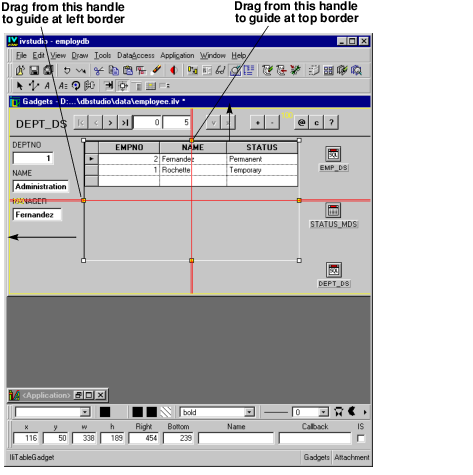 Drag from this handle
to guide at left border
Drag from this handle
to guide at top border
ivstudio - employdb
File Edit View Draw Tools DataAccess Application Window Help
Gadgets - D:...\dbstudio\data\employee.ilv *
DEPT_DS
0
5
@
c
?
DEPTNO
1
NAME
Administration
MANAGER
Fernandez
EMPNO NAME STATUS
2 Fernandez Permanent
1 Rochette Temporary
EMP_DS
STATUS_MDS
DEPT_DS
<Application>
bold
0
x y w h Right Bottom Name Callback IS
116 50 338 189 454 239
IliTableGadget
Gadgets Attachment